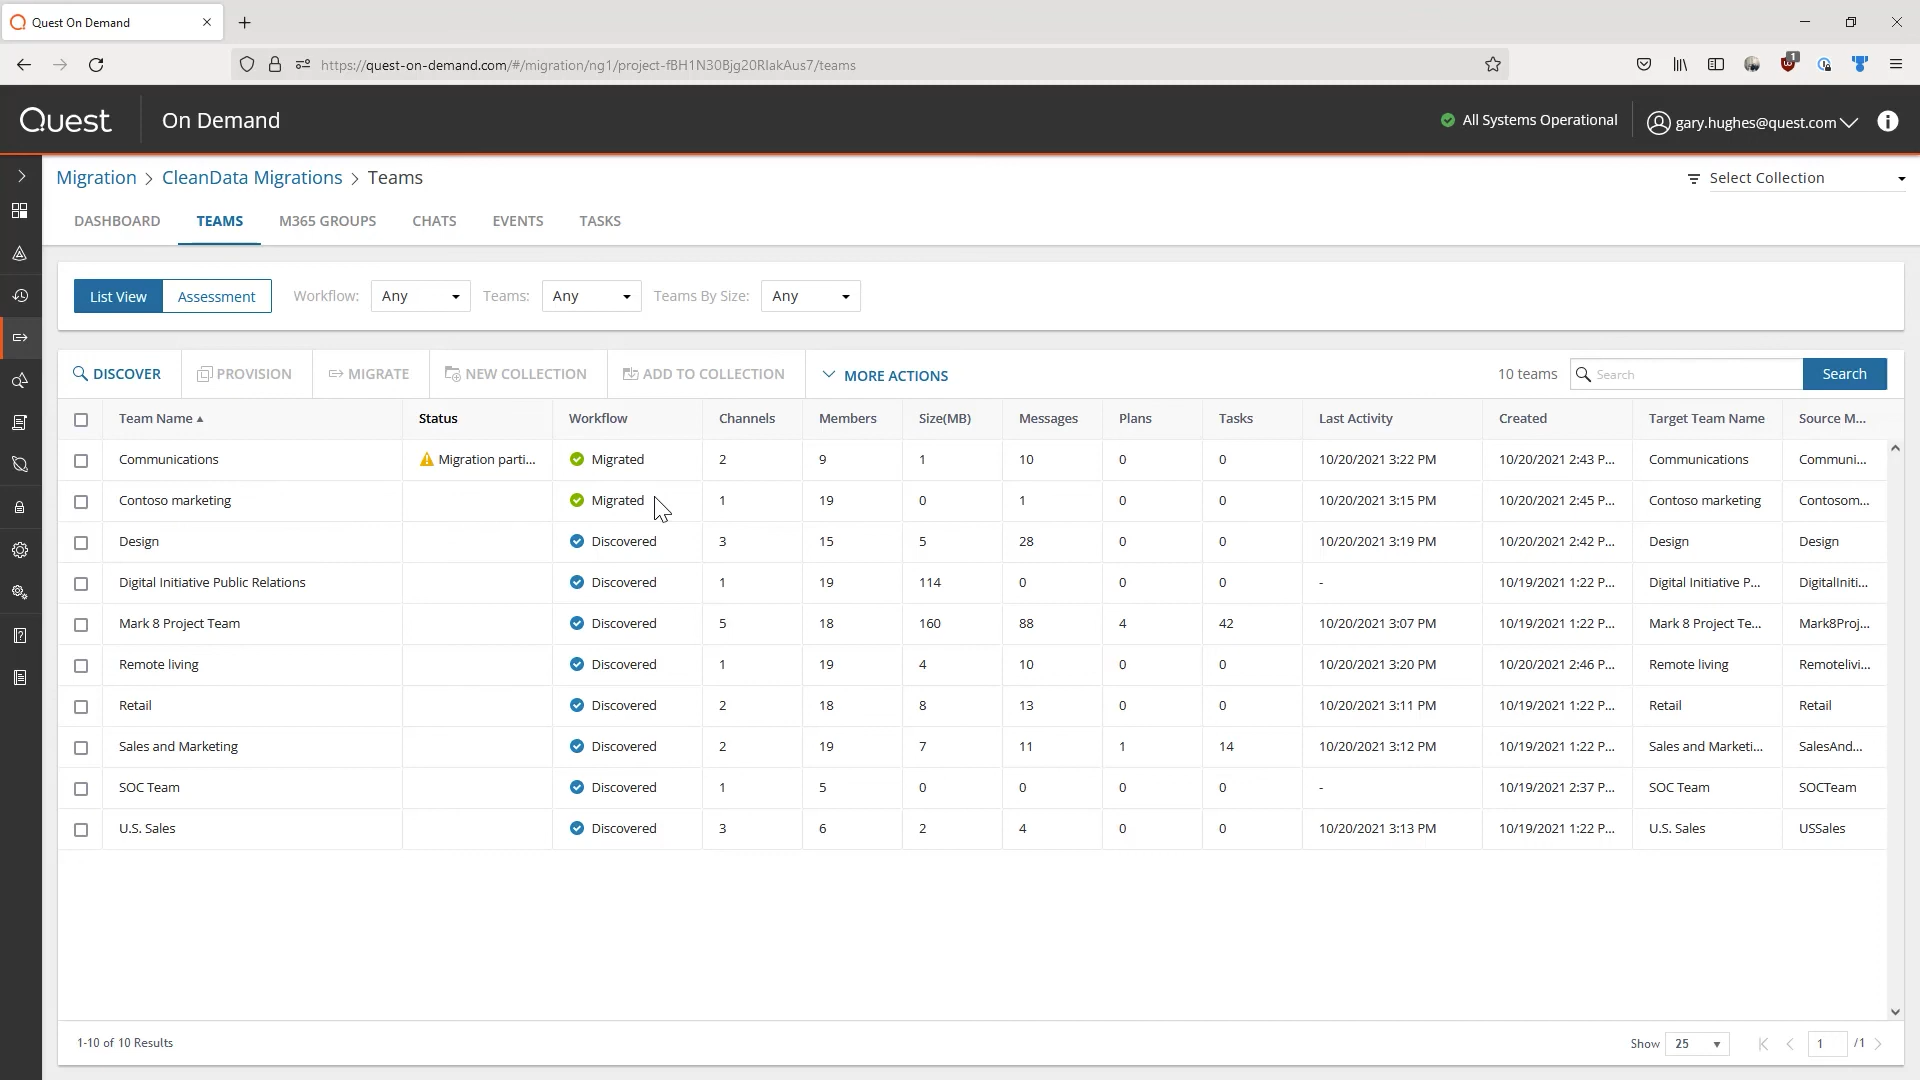 Quest On Demand
https://quest-on-demand.com/#/migration/ng1/project-fBH1N30Bjg20RIakAus7/teams
1
Quest On Demand All Systems Operational gary.hughes@quest.com
Migration > CleanData Migrations > Teams Select Collection
DASHBOARD TEAMS M365 GROUPS CHATS EVENTS TASKS
List View Assessment Workflow: Any Teams: Any Teams By Size: Any
DISCOVER PROVISION MIGRATE NEW COLLECTION ADD TO COLLECTION MORE ACTIONS 10 teams Search Search
Team Name Status Workflow Channels Members Size(MB) Messages Plans Tasks Last Activity Created Target Team Name Source M...
Communications Migration parti... Migrated 2 9 1 10 0 0 10/20/2021 3:22 PM 10/20/2021 2:43 P... Communications Communi...
Contoso marketing Migrated 1 19 0 1 0 0 10/20/2021 3:15 PM 10/20/2021 2:45 P... Contoso marketing Contosom...
Design Discovered 3 15 5 28 0 0 10/20/2021 3:19 PM 10/20/2021 2:42 P... Design Design
Digital Initiative Public Relations Discovered 1 19 114 0 0 0 - 10/19/2021 1:22 P... Digital Initiative P... DigitalIniti...
Mark 8 Project Team Discovered 5 18 160 88 4 42 10/20/2021 3:07 PM 10/19/2021 1:22 P... Mark 8 Project Te... Mark8Proj...
Remote living Discovered 1 19 4 10 0 0 10/20/2021 3:20 PM 10/20/2021 2:46 P... Remote living Remotelivi...
Retail Discovered 2 18 8 13 0 0 10/20/2021 3:11 PM 10/19/2021 1:22 P... Retail Retail
Sales and Marketing Discovered 2 19 7 11 1 14 10/20/2021 3:12 PM 10/19/2021 1:22 P... Sales and Marketi... SalesAnd...
SOC Team Discovered 1 5 0 0 0 0 - 10/19/2021 2:37 P... SOC Team SOCTeam
U.S. Sales Discovered 3 6 2 4 0 0 10/20/2021 3:13 PM 10/19/2021 1:22 P... U.S. Sales USSales
1-10 of 10 Results Show 25 1 /1